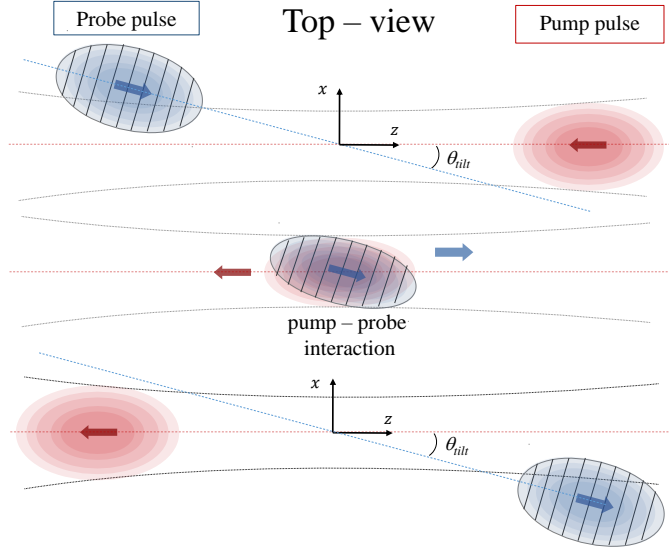 Probe pulse
Top – view
Pump pulse
x
z
θtilt
pump – probe
interaction
x
z
θtilt